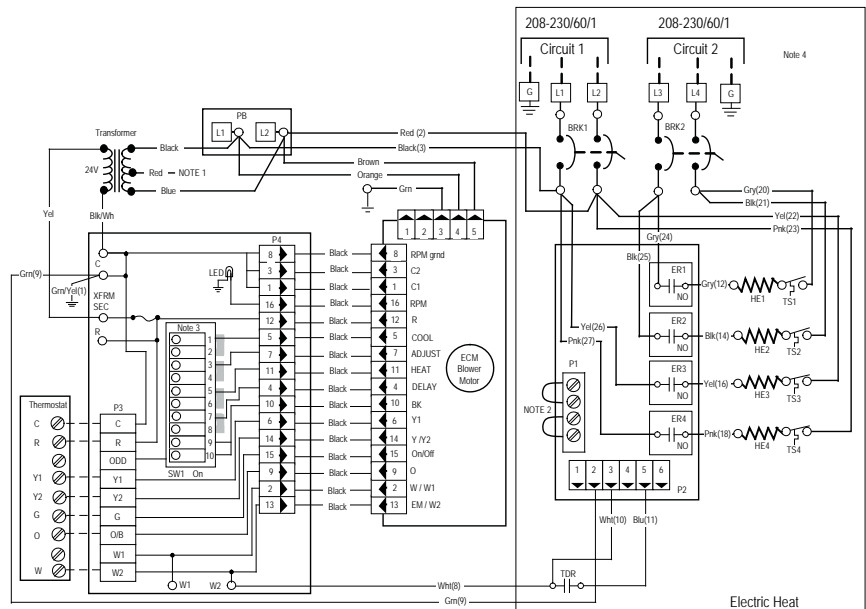 208-230/60/1 208-230/60/1
Circuit 1 Circuit 2 Note 4
G L1 L2 L3 L4 G
BRK1 BRK2
PB
L1 L2
Transformer
24V
Black
Red — NOTE 1
Blue
Red (2)
Black(3)
Brown
Orange
Grn
Yel
Blk/Wh
1 2 3 4 5
Gry(20)
Blk(21)
Yel(22)
Pnk(23)
Gry(24)
Blk(25)
Yel(26)
Pnk(27)
C
Grn(9)
Grn/Yel(1)
XFRM
SEC
R
LED
P4
8 Black 8 RPM grnd
3 Black 3 C2
1 Black 1 C1
16 Black 16 RPM
12 Black 12 R
5 Black 5 COOL
7 Black 7 ADJUST
11 Black 11 HEAT
4 Black 4 DELAY
10 Black 10 BK
6 Black 6 Y1
14 Black 14 Y /Y2
15 Black 15 On/Off
9 Black 9 O
2 Black 2 W / W1
13 Black 13 EM / W2
ECM
Blower
Motor
Note 3
1
2
3
4
5
6
7
8
9
10
SW1 On
Thermostat
C
R
Y1
Y2
G
O
W
P3
C
R
ODD
Y1
Y2
G
O/B
W1
W2
W1 W2
ER1
NO
Gry(12)
HE1 TS1
ER2
NO
Blk(14)
HE2 TS2
ER3
NO
Yel(16)
HE3 TS3
ER4
NO
Pnk(18)
HE4 TS4
P1
NOTE 2
1 2 3 4 5 6
P2
Wht(10) Blu(11)
TDR
Wht(8)
Grn(9)
Electric Heat